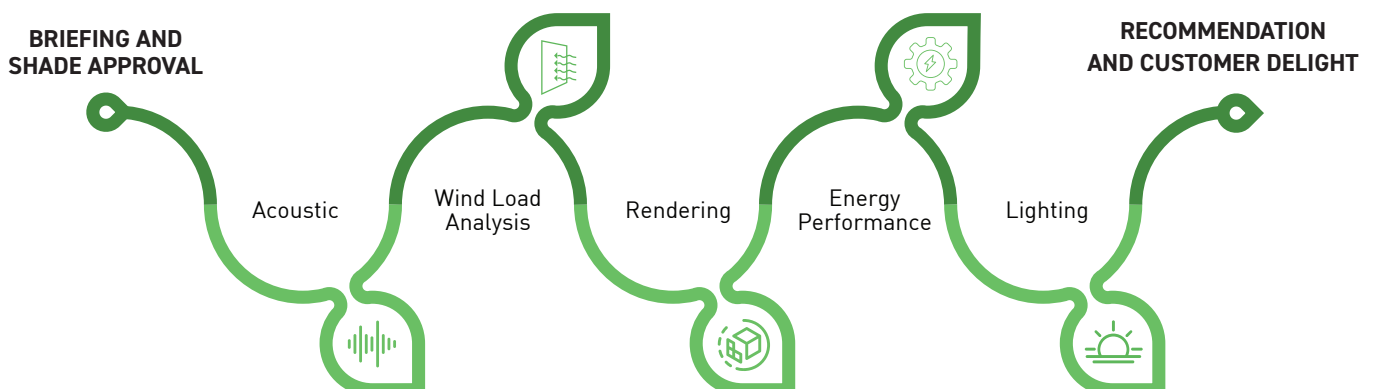 BRIEFING AND
SHADE APPROVAL
Acoustic
Wind Load
Analysis
Rendering
Energy
Performance
Lighting
RECOMMENDATION
AND CUSTOMER DELIGHT